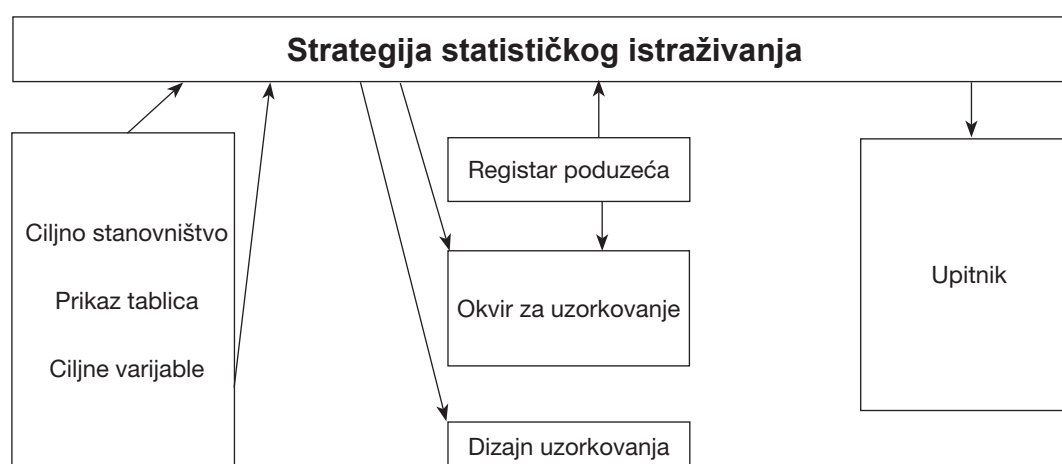 Strategija statističkog istraživanja
Ciljno stanovništvo
Prikaz tablica
Ciljne varijable
Registar poduzeća
Okvir za uzorkovanje
Dizajn uzorkovanja
Upitnik